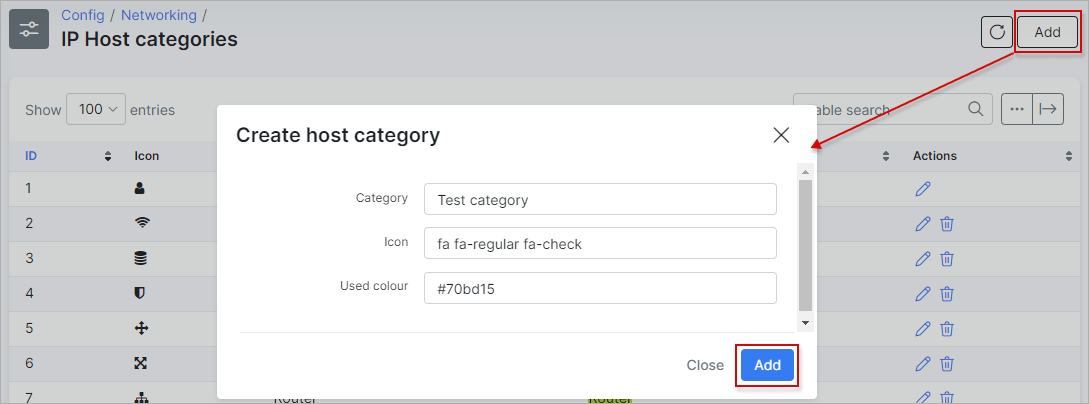 Config / Networking /
IP Host categories
Add
Show 100 entries
able search
Create host category
ID Icon Actions
Category Test category
Icon fa fa-regular fa-check
Used colour #70bd15
1
2
3
4
5
6
7 Router Router
Close Add